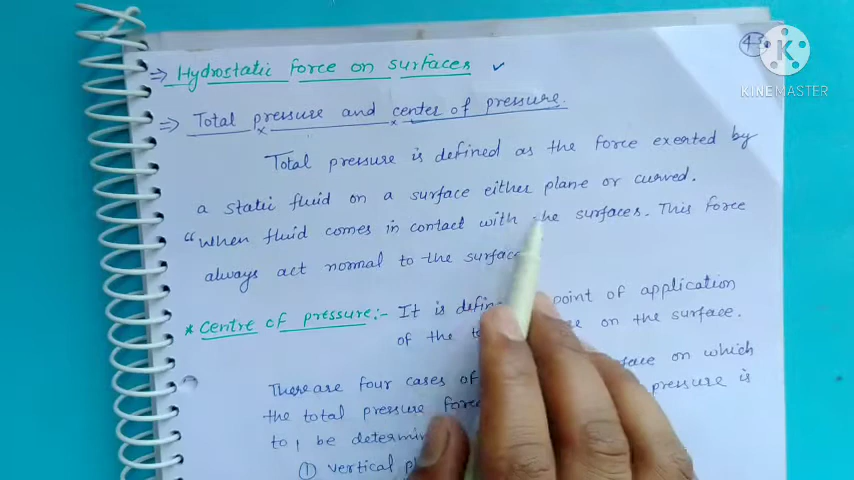 43
KINEMASTER
⇒ Hydrostatic force on surfaces ✓
⇒ Total pressure and center of pressure.
Total pressure is defined as the force exerted by
a static fluid on a surface either plane or curved.
"When fluid comes in contact with the surfaces. This force
always act normal to the surface
* Centre of pressure:- It is point of application
of the on the surface.
There are four cases of on which
the total pressure force pressure is
to, be
① vertical